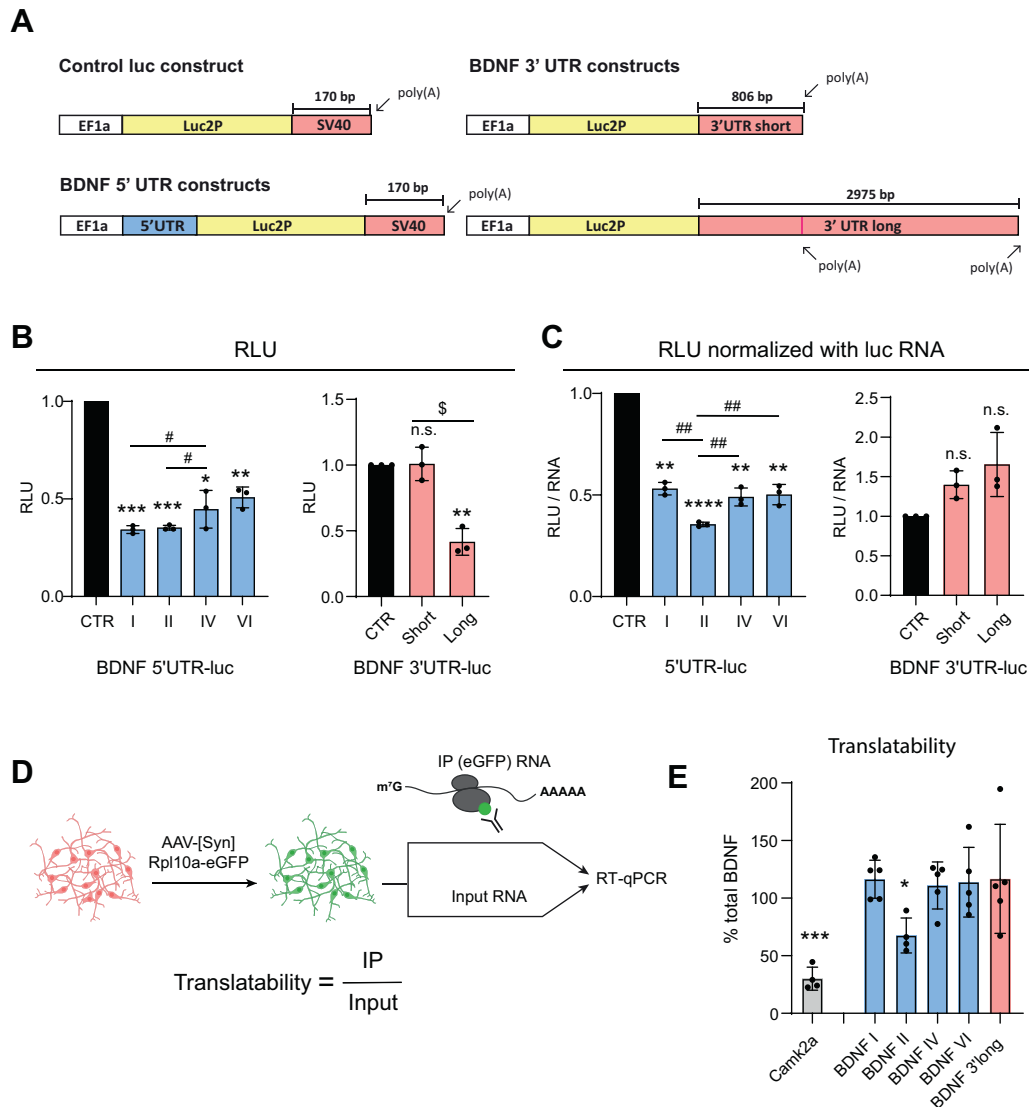 A
Control luc construct
170 bp
poly(A)
EF1a Luc2P SV40
BDNF 3' UTR constructs
806 bp
poly(A)
EF1a Luc2P 3'UTR short
BDNF 5' UTR constructs
170 bp
poly(A)
EF1a 5'UTR Luc2P SV40
2975 bp
EF1a Luc2P 3' UTR long
poly(A) poly(A)
B
RLU
RLU
1.0
0.5
0.0
#
#
*** *** * **
CTR I II IV VI
BDNF 5'UTR-luc
RLU
1.5
1.0
0.5
0.0
$
n.s.
**
CTR Short Long
BDNF 3'UTR-luc
C
RLU normalized with luc RNA
RLU / RNA
1.0
0.5
0.0
##
## ##
** **** ** **
CTR I II IV VI
5'UTR-luc
RLU / RNA
2.5
2.0
1.5
1.0
0.5
0.0
n.s.
n.s.
CTR Short Long
BDNF 3'UTR-luc
D
AAV-[Syn]
Rpl10a-eGFP
IP (eGFP) RNA
m⁷G AAAAA
Input RNA
RT-qPCR
Translatability = IP
Input
E
Translatability
% total BDNF
200
150
100
50
0
***
*
Camk2a BDNF I BDNF II BDNF IV BDNF VI BDNF 3'long